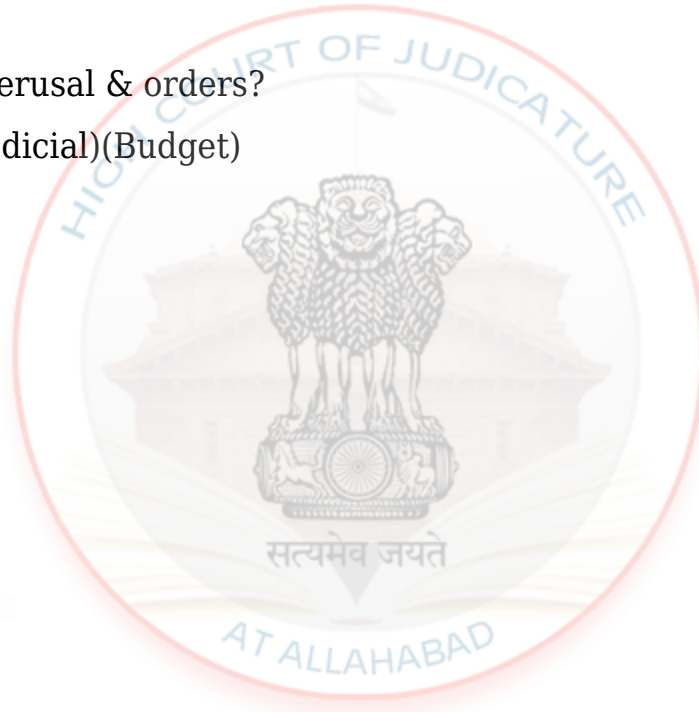 HIGH COURT OF JUDICATURE
erusal & orders?
dicial)(Budget)
सत्यमेव जयते
AT ALLAHABAD